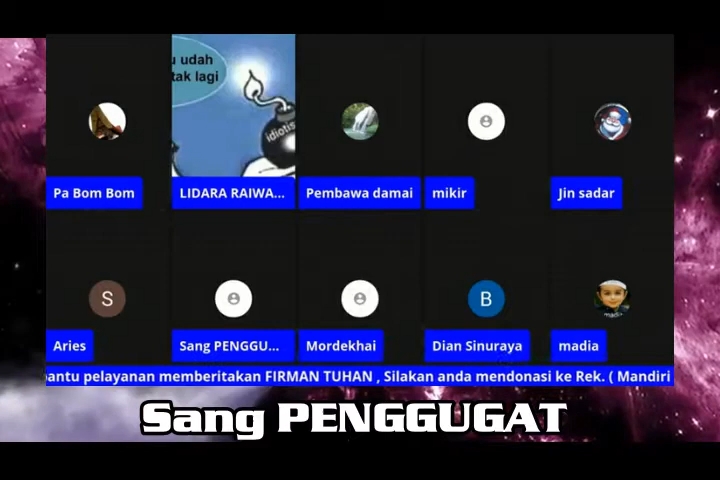 u udah
tak lagi
idiotis
Pa Bom Bom
LIDARA RAIWA...
Pembawa damai
mikir
Jin sadar
S
B
Aries
Sang PENGGU...
Mordekhai
Dian Sinuraya
madia
antu pelayanan memberitakan FIRMAN TUHAN , Silakan anda mendonasi ke Rek. ( Mandiri
Sang PENGGUGAT